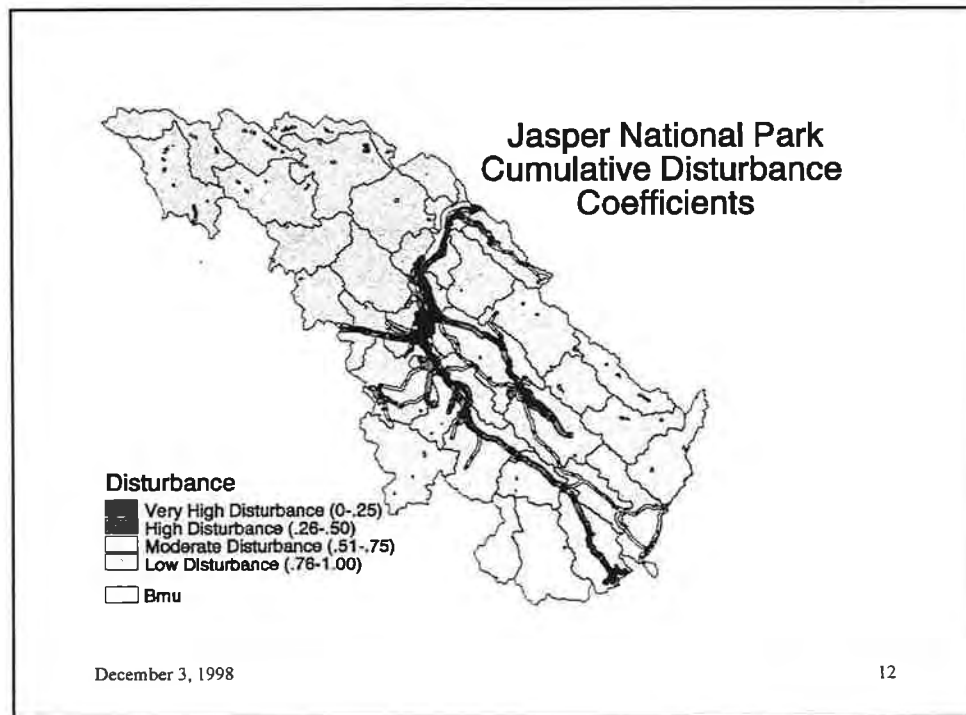 Jasper National Park
Cumulative Disturbance
Coefficients
Disturbance
Very High Disturbance (0-.25)
High Disturbance (.26-.50)
Moderate Disturbance (.51-.75)
Low Disturbance (.76-1.00)
Bmu
December 3, 1998
12